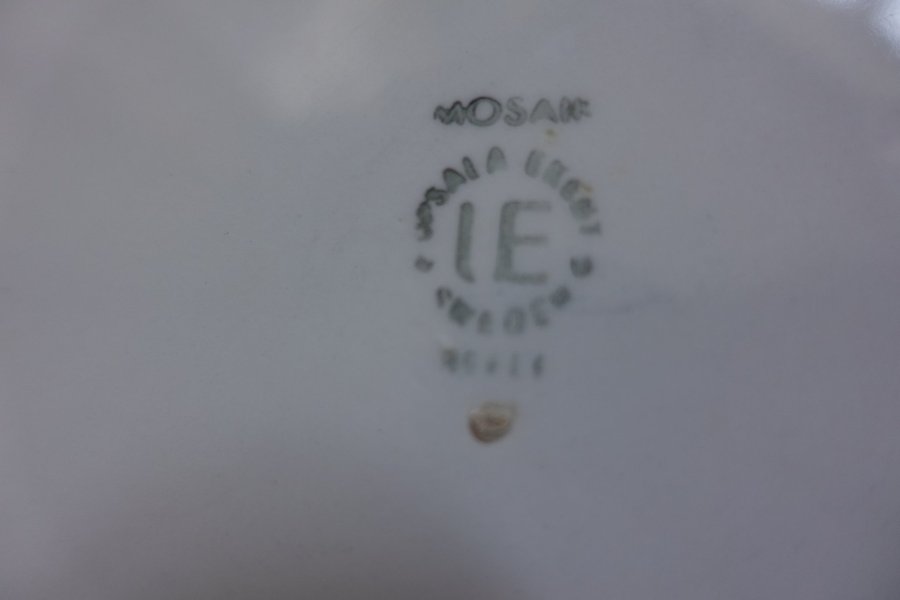 MOSAIK
UPSALA EKEBY
IE
SWEDEN